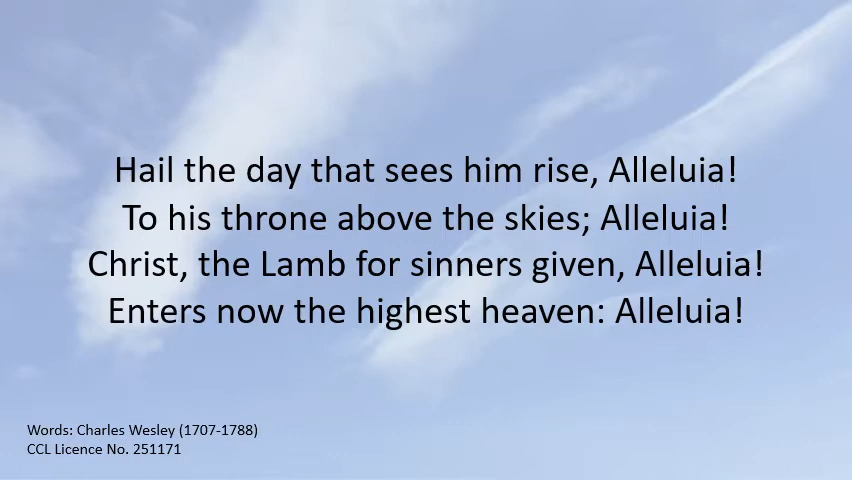 Hail the day that sees him rise, Alleluia!
To his throne above the skies; Alleluia!
Christ, the Lamb for sinners given, Alleluia!
Enters now the highest heaven: Alleluia!
Words: Charles Wesley (1707-1788)
CCL Licence No. 251171